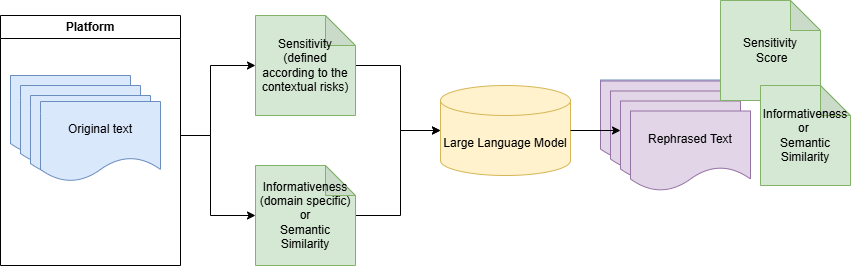 Platform
Original text
Sensitivity
(defined
according to the
contextual risks)
Informativeness
(domain specific)
or
Semantic
Similarity
Large Language Model
Rephrased Text
Sensitivity
Score
Informativeness
or
Semantic
Similarity